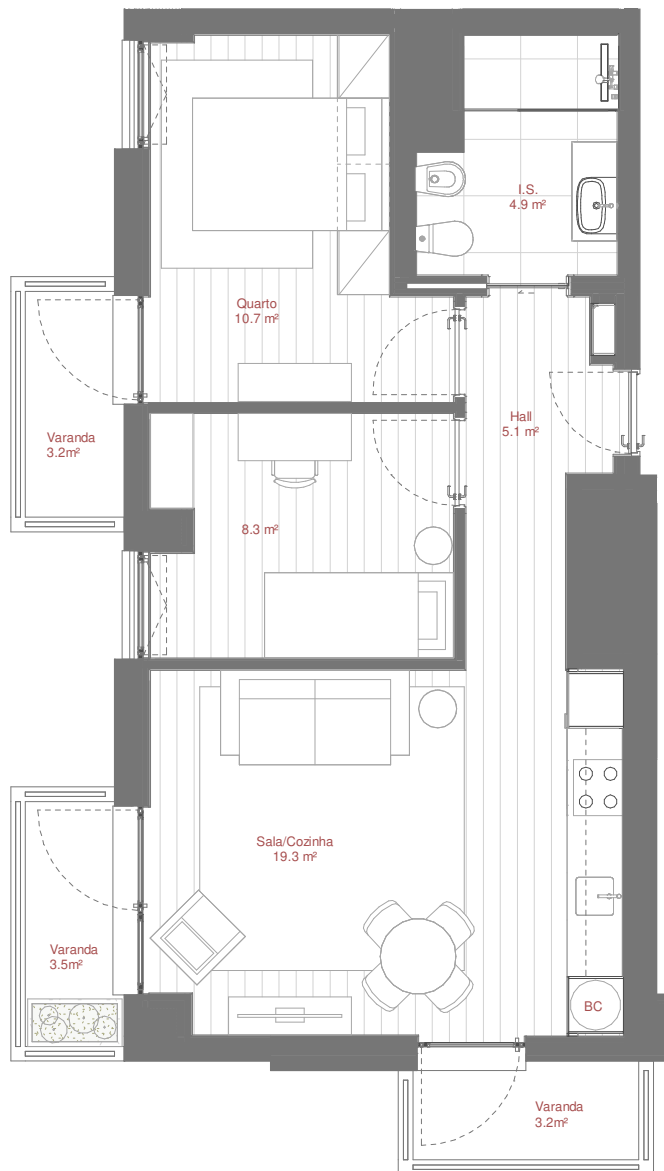 I.S.
4.9 m²
Quarto
10.7 m²
Hall
5.1 m²
Varanda
3.2m²
8.3 m²
Sala/Cozinha
19.3 m²
Varanda
3.5m²
BC
Varanda
3.2m²